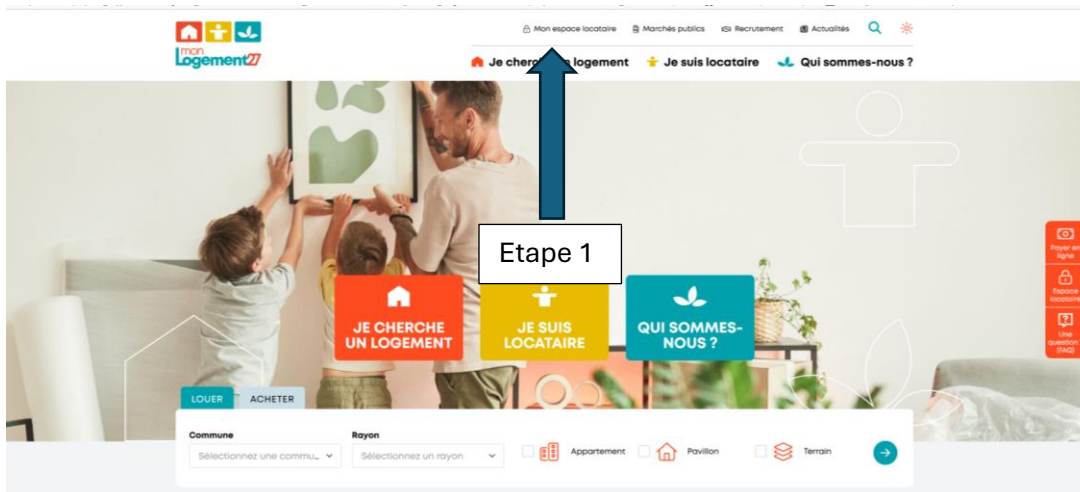 mon
Logement27
Mon espace locataire
Marchés publics
Recrutement
Actualités
Je cher
logement
Je suis locataire
Qui sommes-nous ?
Etape 1
JE CHERCHE
UN LOGEMENT
JE SUIS
LOCATAIRE
QUI SOMMES-
NOUS ?
Payer en
ligne
Espace
locataire
Une
question
(FAQ)
LOUER
ACHETER
Commune
Rayon
Sélectionnez une commu...
Sélectionnez un rayon
Appartement
Pavillon
Terrain